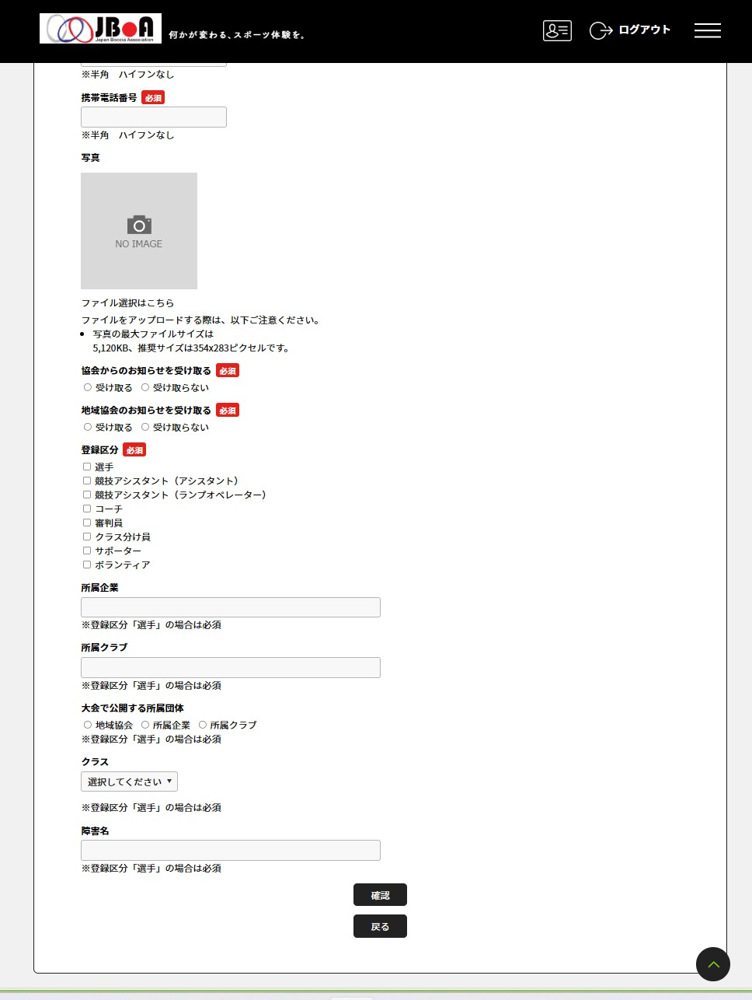 JBoA
Japan Boccia Association
何かが変わる、スポーツ体験を。
ログアウト
※半角　ハイフンなし
携帯電話番号 必須
※半角　ハイフンなし
写真
NO IMAGE
ファイル選択はこちら
ファイルをアップロードする際は、以下ご注意ください。
• 写真の最大ファイルサイズは
5,120KB、推奨サイズは354x283ピクセルです。
協会からのお知らせを受け取る 必須
受け取る 受け取らない
地域協会のお知らせを受け取る 必須
受け取る 受け取らない
登録区分 必須
選手
競技アシスタント（アシスタント）
競技アシスタント（ランプオペレーター）
コーチ
審判員
クラス分け員
サポーター
ボランティア
所属企業
※登録区分「選手」の場合は必須
所属クラブ
※登録区分「選手」の場合は必須
大会で公開する所属団体
地域協会 所属企業 所属クラブ
※登録区分「選手」の場合は必須
クラス
選択してください
※登録区分「選手」の場合は必須
障害名
※登録区分「選手」の場合は必須
確認
戻る